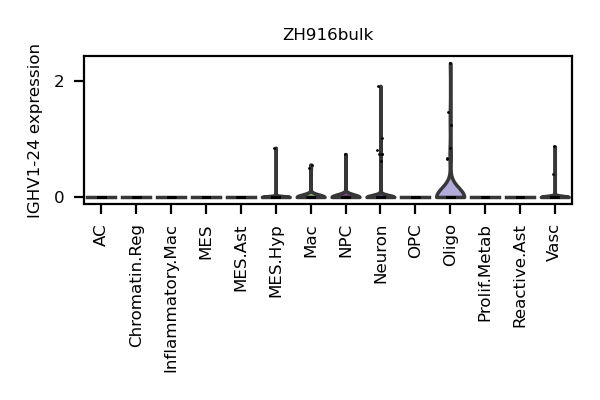 ZH916bulk
IGHV1-24 expression
2
0
AC
Chromatin.Reg
Inflammatory.Mac
MES
MES.Ast
MES.Hyp
Mac
NPC
Neuron
OPC
Oligo
Prolif.Metab
Reactive.Ast
Vasc